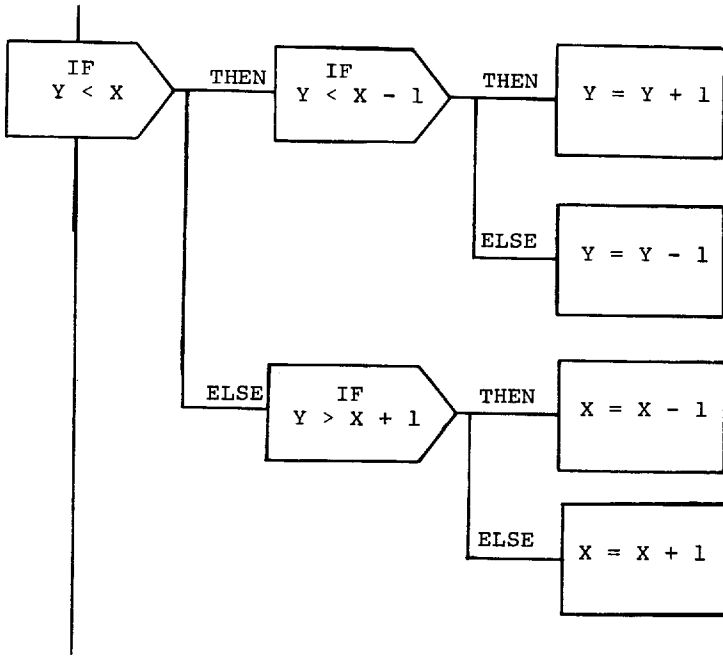 IF
Y < X
THEN
IF
Y < X - 1
THEN
Y = Y + 1
ELSE
Y = Y - 1
ELSE
IF
Y > X + 1
THEN
X = X - 1
ELSE
X = X + 1